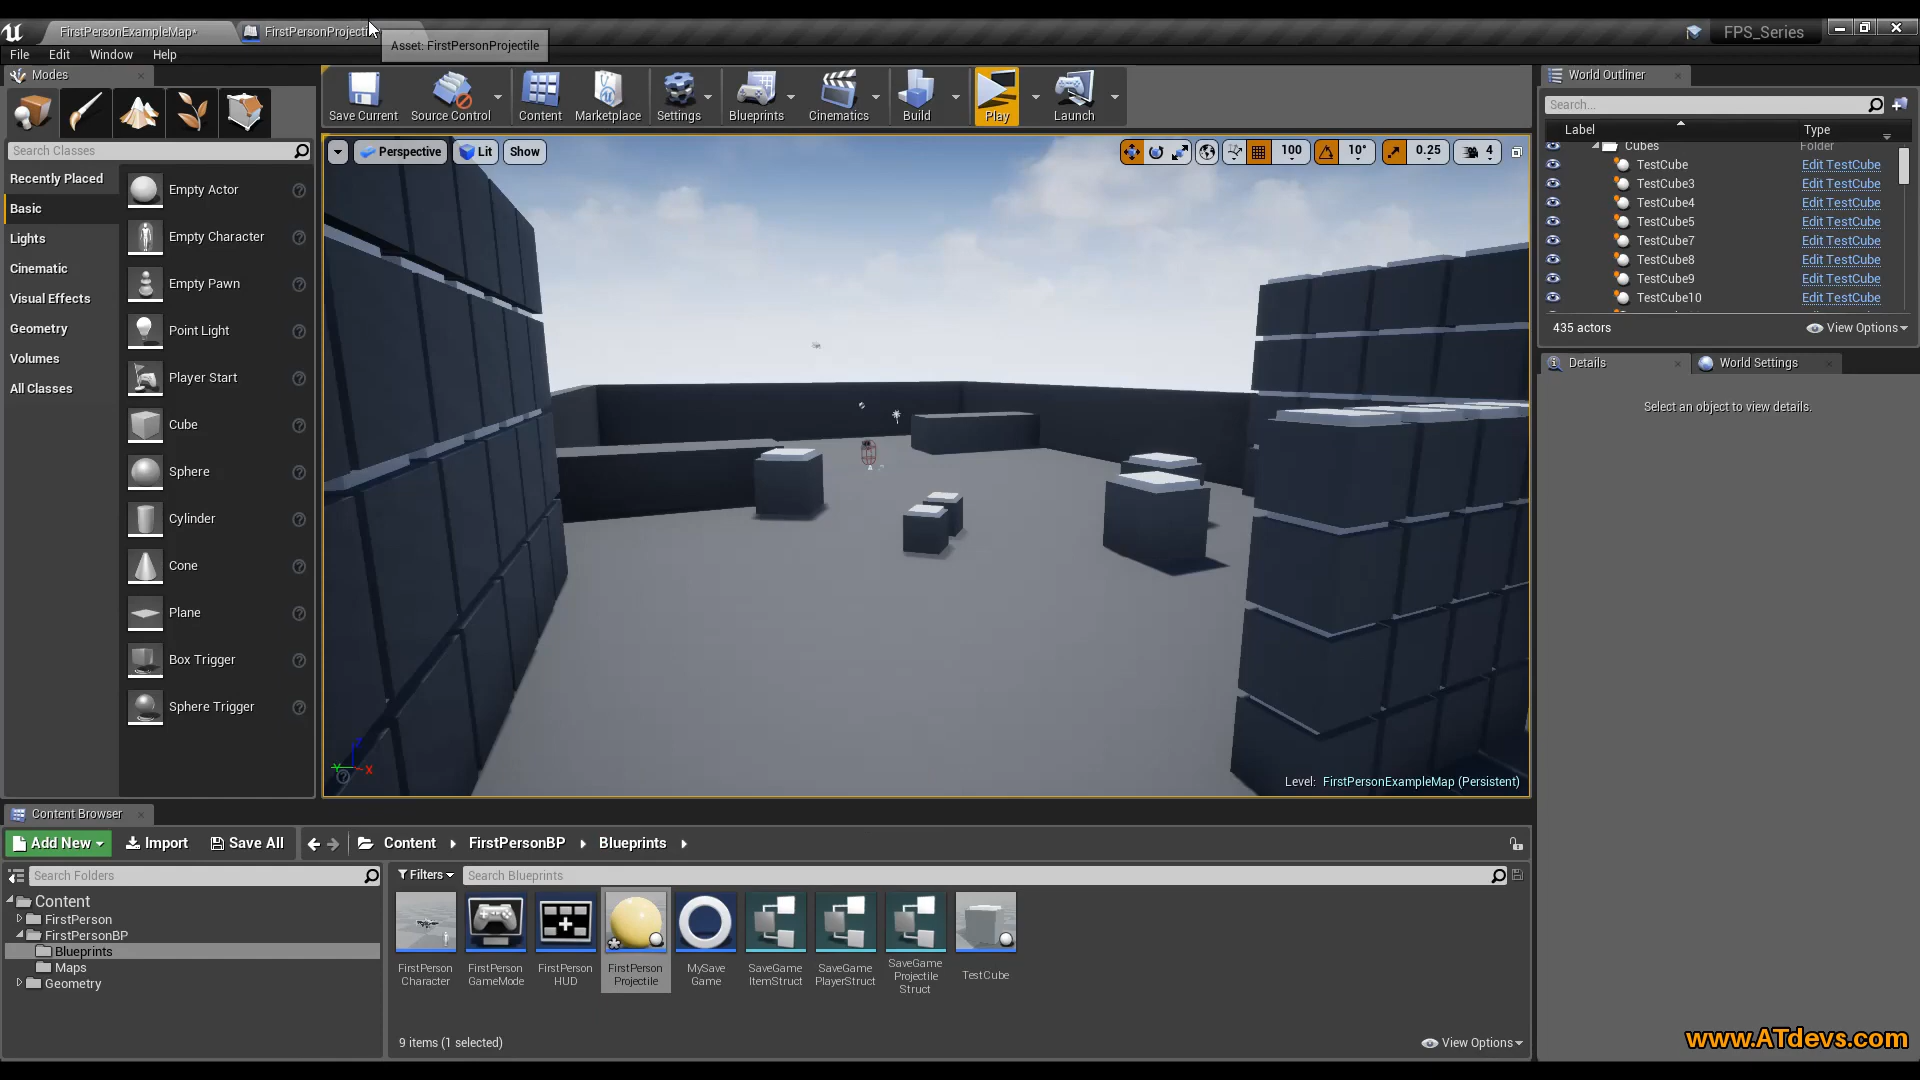 FirstPersonExampleMap*
FirstPersonProjecti
Asset: FirstPersonProjectile
FPS_Series
File Edit Window Help
Modes
Save Current
Source Control
Content
Marketplace
Settings
Blueprints
Cinematics
Build
Play
Launch
Search Classes
Recently Placed
Basic
Lights
Cinematic
Visual Effects
Geometry
Volumes
All Classes
Empty Actor
Empty Character
Empty Pawn
Point Light
Player Start
Cube
Sphere
Cylinder
Cone
Plane
Box Trigger
Sphere Trigger
Perspective Lit Show
100 10° 0.25 4
Z
Y X
Level: FirstPersonExampleMap (Persistent)
World Outliner
Search...
Label Type
Cubes Folder
TestCube Edit TestCube
TestCube3 Edit TestCube
TestCube4 Edit TestCube
TestCube5 Edit TestCube
TestCube7 Edit TestCube
TestCube8 Edit TestCube
TestCube9 Edit TestCube
TestCube10 Edit TestCube
435 actors View Options
Details World Settings
Select an object to view details.
Content Browser
Add New Import Save All Content FirstPersonBP Blueprints
Search Folders
Content
FirstPerson
FirstPersonBP
Blueprints
Maps
Geometry
Filters Search Blueprints
FirstPerson
Character
FirstPerson
GameMode
FirstPerson
HUD
FirstPerson
Projectile
MySave
Game
SaveGame
ItemStruct
SaveGame
PlayerStruct
SaveGame
Projectile
Struct
TestCube
9 items (1 selected) View Options
www.ATdevs.com